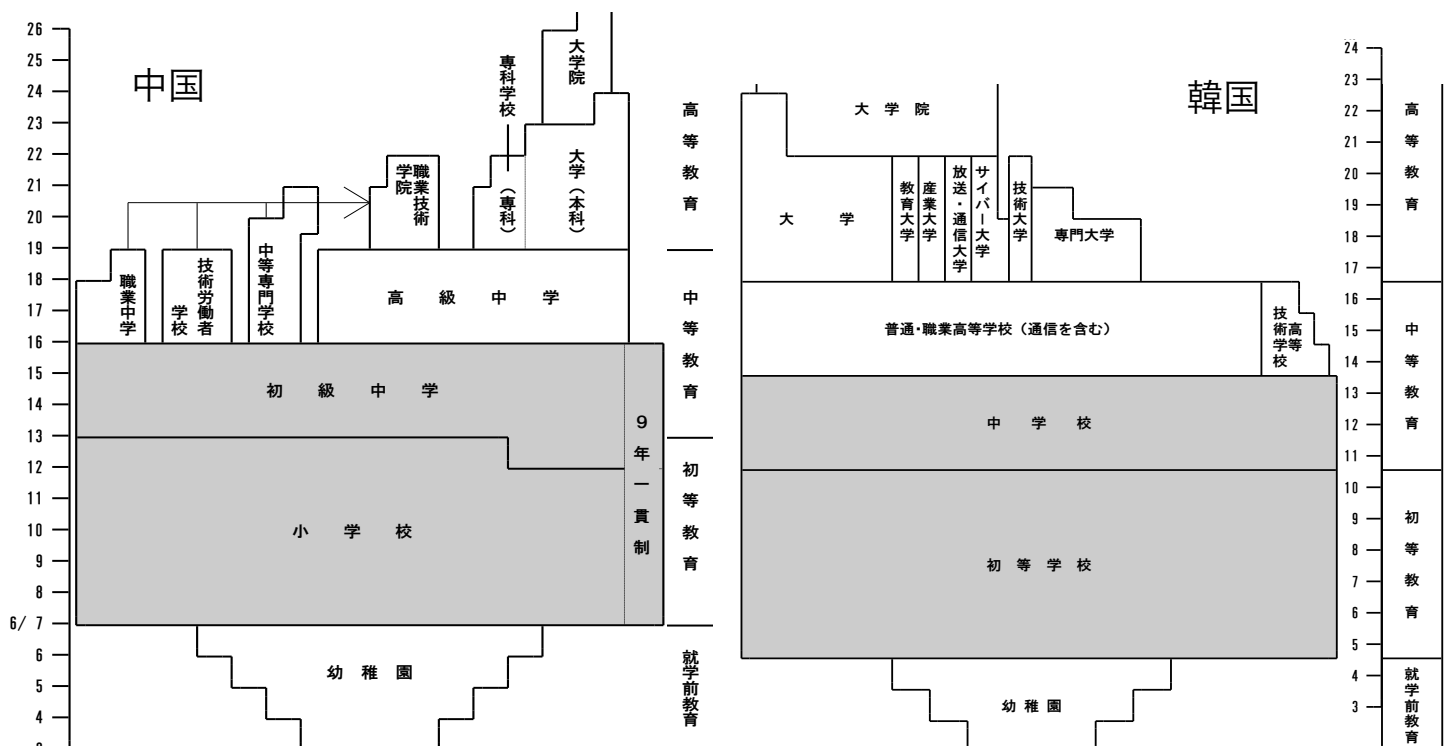 中国
26
25
24
23
22
21
20
19
18
17
16
15
14
13
12
11
10
9
8
6/ 7
6
5
4
大学院
専科学校
(専科)
大学(本科)
職業技術
学院
職業中学
技術労働者
学校
中等専門学校
高級中学
初級中学
9年一貫制
小学校
幼稚園
高等教育
中等教育
初等教育
就学前教育
韓国
24
23
22
21
20
19
18
17
16
15
14
13
12
11
10
9
8
7
6
5
4
3
大学院
大学
教育大学
産業大学
放送・通信大学
サイバー大学
技術大学
専門大学
普通・職業高等学校(通信を含む)
技術高等
学校
中学校
初等学校
幼稚園
高等教育
中等教育
初等教育
就学前教育